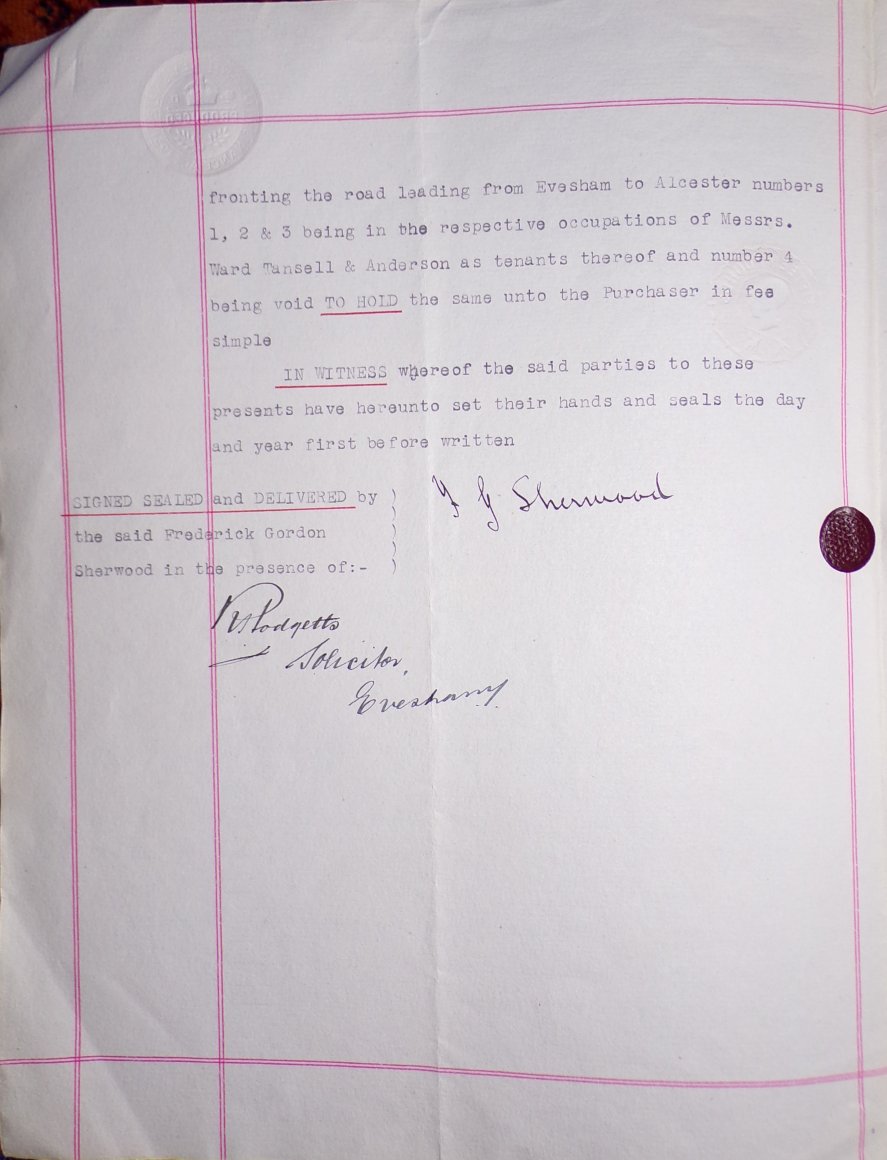 fronting the road leading from Evesham to Alcester numbers
1, 2 & 3 being in the respective occupations of Messrs.
Ward Tansell & Anderson as tenants thereof and number 4
being void TO HOLD the same unto the Purchaser in fee
simple
IN WITNESS whereof the said parties to these
presents have hereunto set their hands and seals the day
and year first before written
SIGNED SEALED and DELIVERED by )
the said Frederick Gordon )
Sherwood in the presence of:- )
F G Sherwood
Solicitor,
Evesham